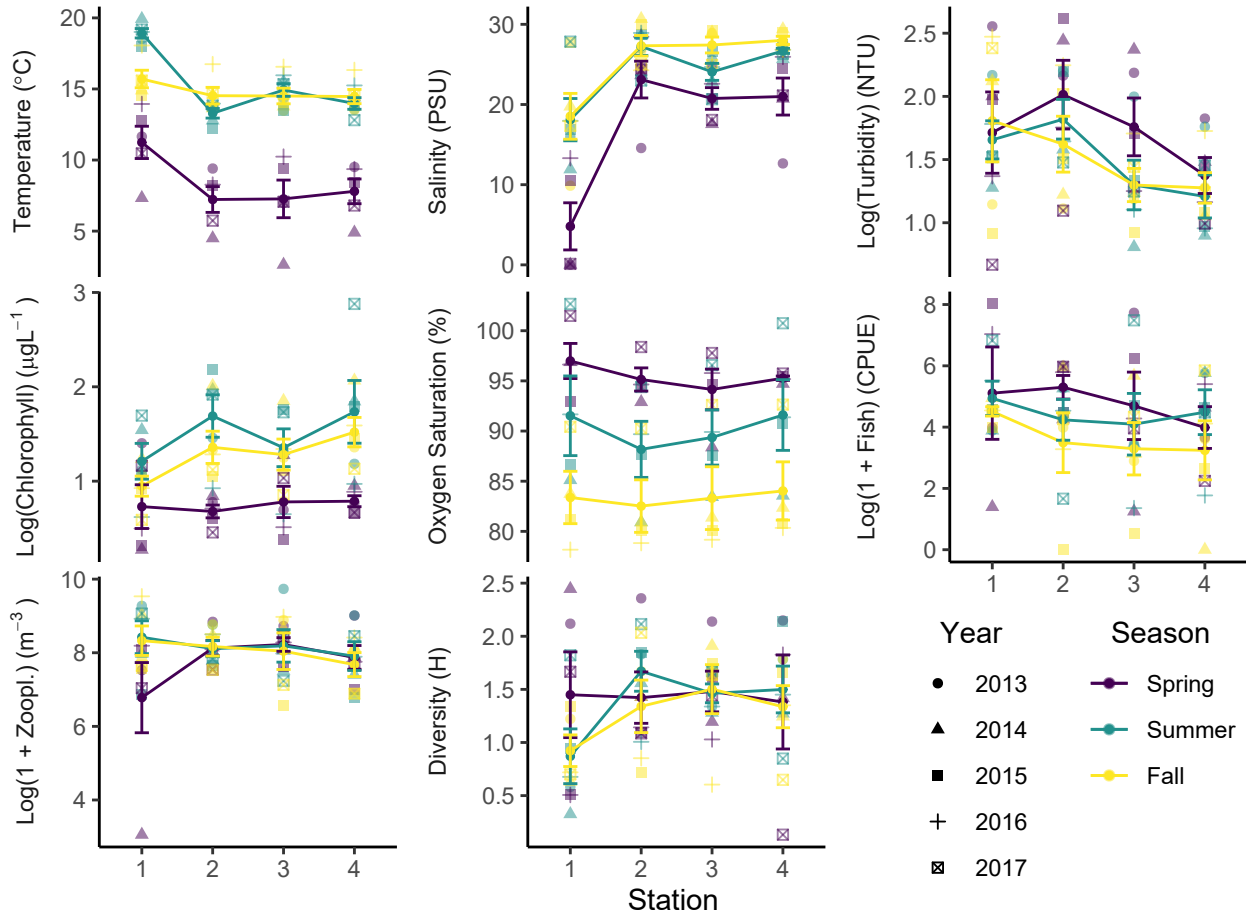 Temperature (°C)
20
15
10
5
Salinity (PSU)
30
20
10
0
Log(Turbidity) (NTU)
2.5
2.0
1.5
1.0
Log(Chlorophyll) (μgL−1)
3
2
1
Oxygen Saturation (%)
100
95
90
85
80
Log(1 + Fish) (CPUE)
8
6
4
2
0
1 2 3 4
Log(1 + Zoopl.) (m−3)
10
8
6
4
1 2 3 4
Diversity (H)
2.5
2.0
1.5
1.0
0.5
1 2 3 4
Station
Year Season
2013 Spring
2014 Summer
2015 Fall
2016
2017